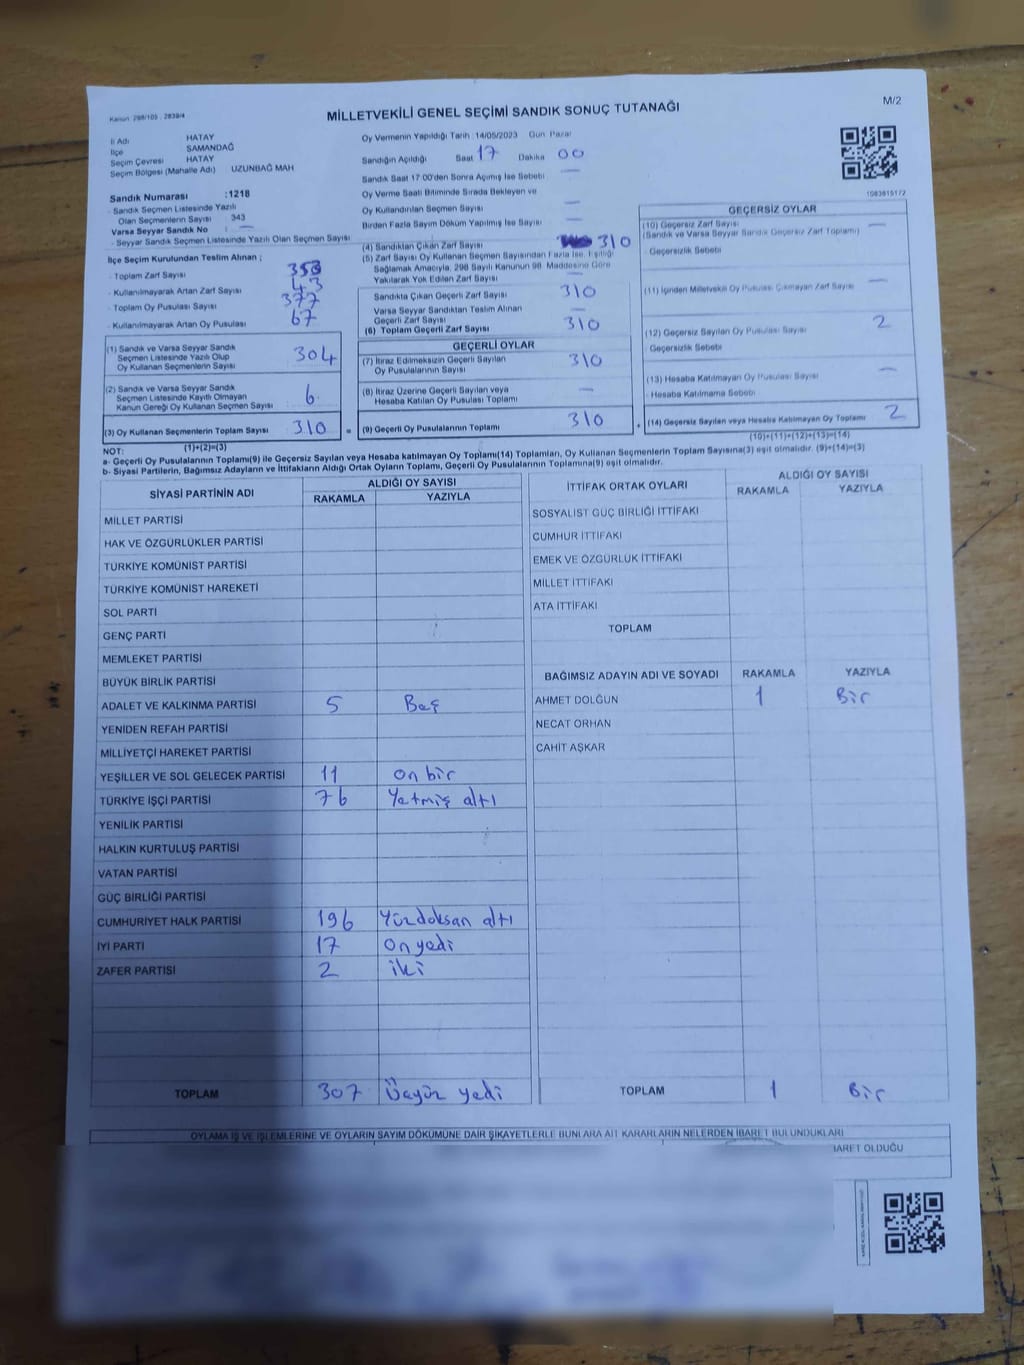 M/2
Kanun: 298/105 , 2839/4
MİLLETVEKİLİ GENEL SEÇİMİ SANDIK SONUÇ TUTANAĞI
İl Adı HATAY
İlçe SAMANDAĞ
Seçim Çevresi HATAY
Seçim Bölgesi (Mahalle Adı) UZUNBAĞ MAH
Sandık Numarası :1218
- Sandık Seçmen Listesinde Yazılı
Olan Seçmenlerin Sayısı 343
Varsa Seyyar Sandık No : —
- Seyyar Sandık Seçmen Listesinde Yazılı Olan Seçmen Sayısı
İlçe Seçim Kurulundan Teslim Alınan ;
- Toplam Zarf Sayısı 353
- Kullanılmayarak Artan Zarf Sayısı 43
- Toplam Oy Pusulası Sayısı 377
- Kullanılmayarak Artan Oy Pusulası 67
(1) Sandık ve Varsa Seyyar Sandık
Seçmen Listesinde Yazılı Olup
Oy Kullanan Seçmenlerin Sayısı 304
(2) Sandık ve Varsa Seyyar Sandık
Seçmen Listesinde Kayıtlı Olmayan
Kanun Gereği Oy Kullanan Seçmen Sayısı 6
(3) Oy Kullanan Seçmenlerin Toplam Sayısı 310
(1)+(2)=(3)
Oy Vermenin Yapıldığı Tarih :14/05/2023 Gün Pazar
Sandığın Açıldığı Saat 17 Dakika 00
Sandık Saat 17:00'den Sonra Açımış İse Sebebi —
Oy Verme Saati Bitiminde Sırada Bekleyen ve
Oy Kullandırılan Seçmen Sayısı —
Birden Fazla Sayım Döküm Yapılmış İse Sayısı —
(4) Sandıktan Çıkan Zarf Sayısı 310
(5) Zarf Sayısı Oy Kullanan Seçmen Sayısından Fazla İse, Eşitliği
Sağlamak Amacıyla, 298 Sayılı Kanunun 98. Maddesine Göre
Yakılarak Yok Edilen Zarf Sayısı —
Sandıkta Çıkan Geçerli Zarf Sayısı 310
Varsa Seyyar Sandıktan Teslim Alınan
Geçerli Zarf Sayısı —
(6) Toplam Geçerli Zarf Sayısı 310
GEÇERLİ OYLAR
(7) İtiraz Edilmeksizin Geçerli Sayılan
Oy Pusulalarının Sayısı 310
(8) İtiraz Üzerine Geçerli Sayılan veya
Hesaba Katılan Oy Pusulası Toplamı —
= (9) Geçerli Oy Pusulalarının Toplamı 310
1083815172
GEÇERSİZ OYLAR
(10) Geçersiz Zarf Sayısı —
(Sandık ve Varsa Seyyar Sandık Geçersiz Zarf Toplamı)
- Geçersizlik Sebebi
(11) İçinden Milletvekili Oy Pusulası Çıkmayan Zarf Sayısı —
(12) Geçersiz Sayılan Oy Pusulası Sayısı 2
- Geçersizlik Sebebi
(13) Hesaba Katılmayan Oy Pusulası Sayısı —
- Hesaba Katılmama Sebebi
+ (14) Geçersiz Sayılan veya Hesaba Katılmayan Oy Toplamı 2
(10)+(11)+(12)+(13)=(14)
NOT:
a- Geçerli Oy Pusulalarının Toplamı(9) ile Geçersiz Sayılan veya Hesaba katılmayan Oy Toplamı(14) Toplamları, Oy Kullanan Seçmenlerin Toplam Sayısına(3) eşit olmalıdır. (9)+(14)=(3)
b- Siyasi Partilerin, Bağımsız Adayların ve İttifakların Aldığı Ortak Oyların Toplamı, Geçerli Oy Pusulalarının Toplamına(9) eşit olmalıdır.
SİYASİ PARTİNİN ADI ALDIĞI OY SAYISI
RAKAMLA YAZIYLA
MİLLET PARTİSİ
HAK VE ÖZGÜRLÜKLER PARTİSİ
TÜRKİYE KOMÜNİST PARTİSİ
TÜRKİYE KOMÜNİST HAREKETİ
SOL PARTİ
GENÇ PARTİ
MEMLEKET PARTİSİ
BÜYÜK BİRLİK PARTİSİ
ADALET VE KALKINMA PARTİSİ 5 Beş
YENİDEN REFAH PARTİSİ
MİLLİYETÇİ HAREKET PARTİSİ
YEŞİLLER VE SOL GELECEK PARTİSİ 11 on bir
TÜRKİYE İŞÇİ PARTİSİ 76 Yetmiş altı
YENİLİK PARTİSİ
HALKIN KURTULUŞ PARTİSİ
VATAN PARTİSİ
GÜÇ BİRLİĞİ PARTİSİ
CUMHURİYET HALK PARTİSİ 196 Yüzdoksan altı
İYİ PARTİ 17 On yedi
ZAFER PARTİSİ 2 iki
TOPLAM 307 Üçyüz yedi
İTTİFAK ORTAK OYLARI ALDIĞI OY SAYISI
RAKAMLA YAZIYLA
SOSYALİST GÜÇ BİRLİĞİ İTTİFAKI
CUMHUR İTTİFAKI
EMEK VE ÖZGÜRLÜK İTTİFAKI
MİLLET İTTİFAKI
ATA İTTİFAKI
TOPLAM
BAĞIMSIZ ADAYIN ADI VE SOYADI RAKAMLA YAZIYLA
AHMET DOLĞUN 1 Bir
NECAT ORHAN
CAHİT AŞKAR
TOPLAM 1 Bir
OYLAMA İŞ VE İŞLEMLERİNE VE OYLARIN SAYIM DÖKÜMÜNE DAİR ŞİKAYETLERLE BUNLARA AİT KARARLARIN NELERDEN İBARET BULUNDUKLARI
BARET OLDUĞU